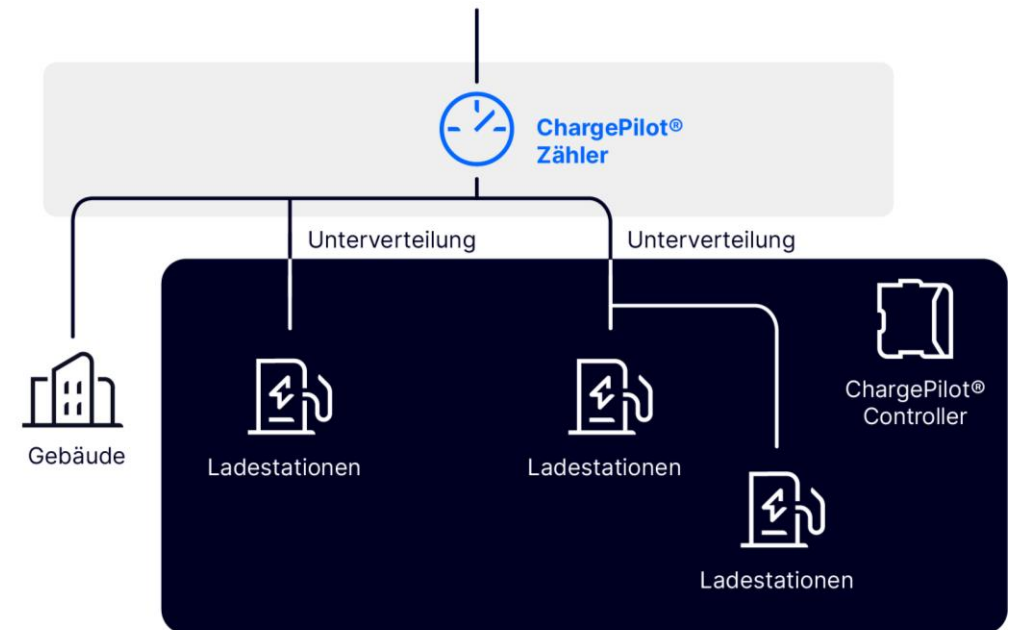 ChargePilot®
Zähler
Unterverteilung
Unterverteilung
ChargePilot®
Controller
Gebäude
Ladestationen
Ladestationen
Ladestationen